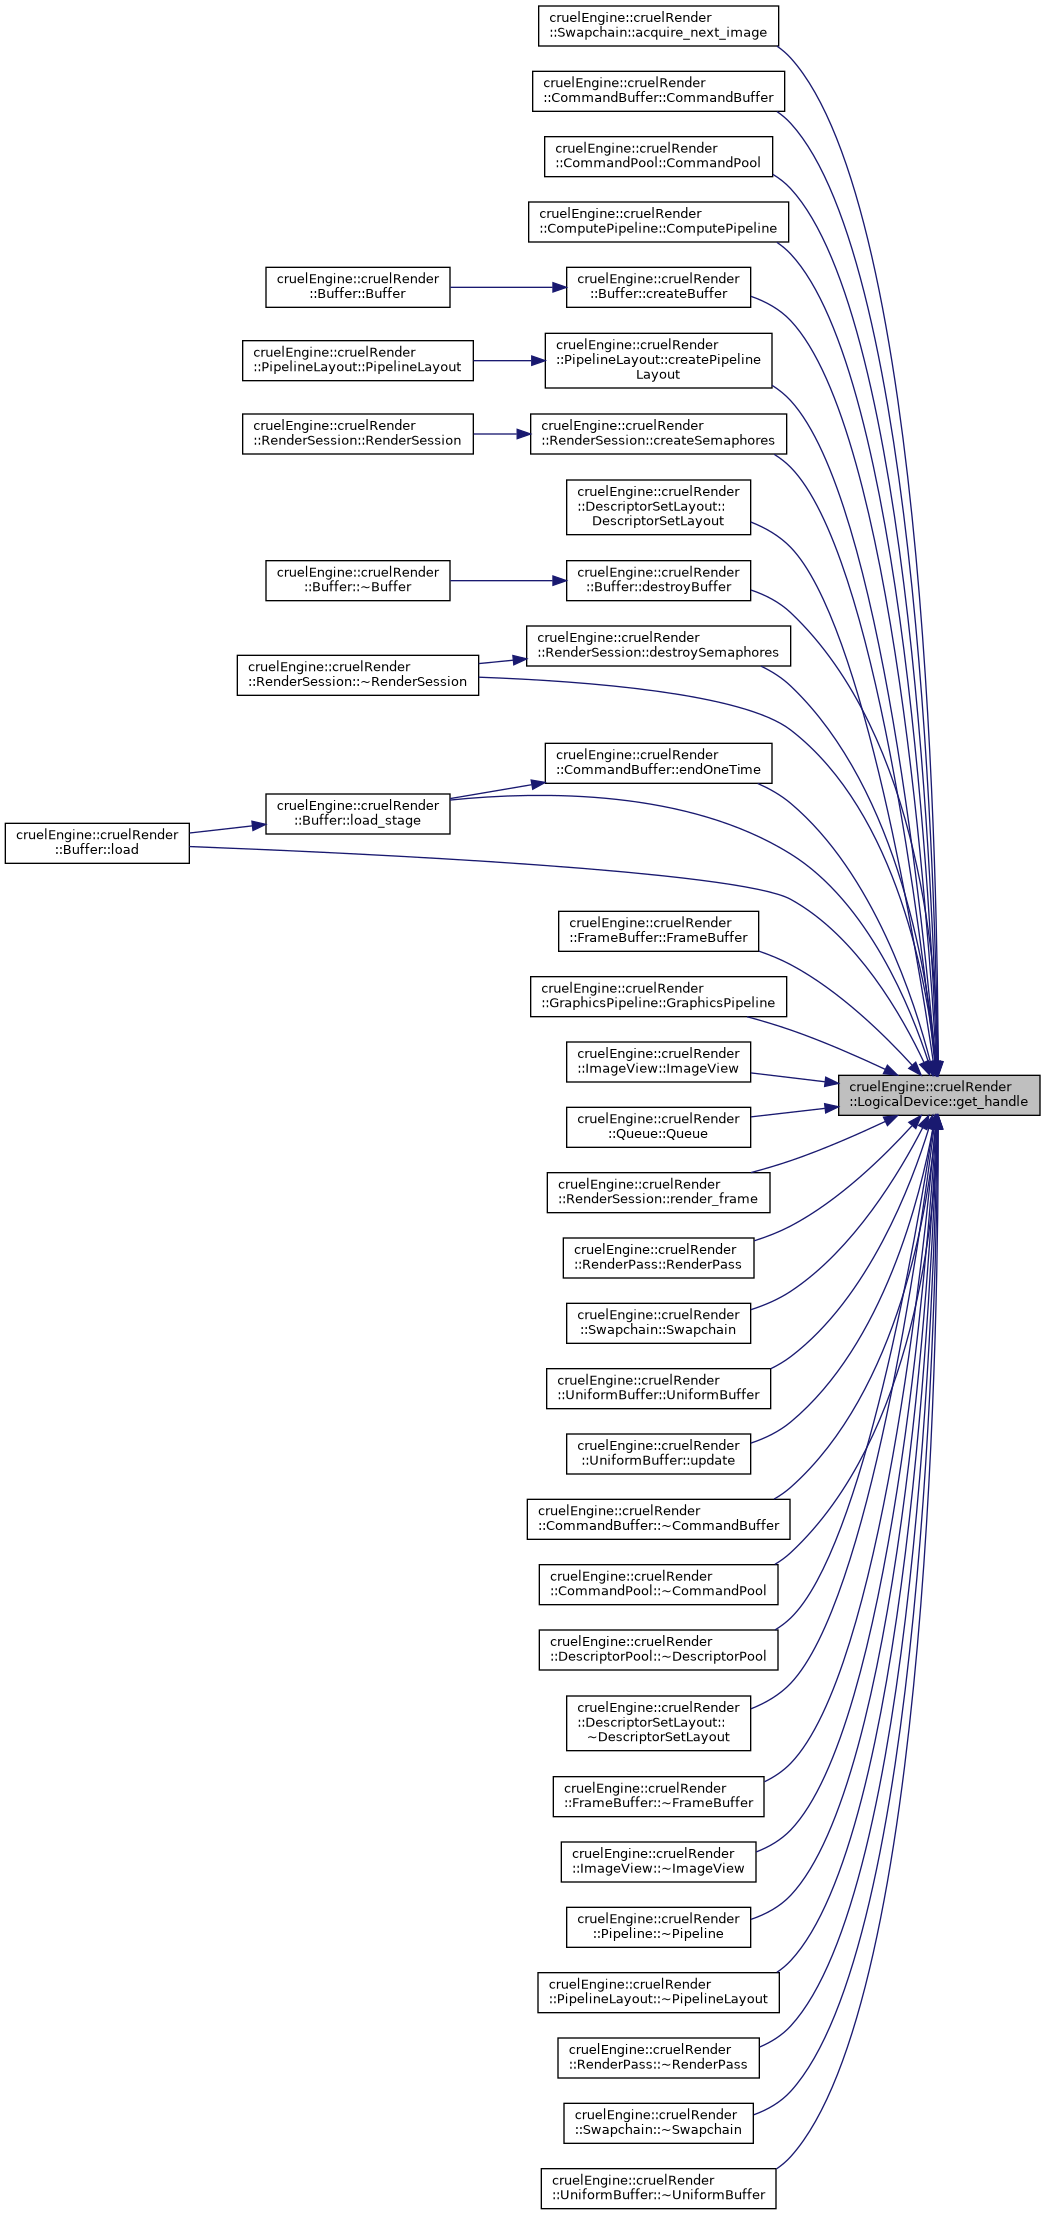 cruelEngine::cruelRender
::Swapchain::acquire_next_image
cruelEngine::cruelRender
::CommandBuffer::CommandBuffer
cruelEngine::cruelRender
::CommandPool::CommandPool
cruelEngine::cruelRender
::ComputePipeline::ComputePipeline
cruelEngine::cruelRender
::Buffer::Buffer
cruelEngine::cruelRender
::Buffer::createBuffer
cruelEngine::cruelRender
::PipelineLayout::PipelineLayout
cruelEngine::cruelRender
::PipelineLayout::createPipeline
Layout
cruelEngine::cruelRender
::RenderSession::RenderSession
cruelEngine::cruelRender
::RenderSession::createSemaphores
cruelEngine::cruelRender
::DescriptorSetLayout::
DescriptorSetLayout
cruelEngine::cruelRender
::Buffer::~Buffer
cruelEngine::cruelRender
::Buffer::destroyBuffer
cruelEngine::cruelRender
::RenderSession::destroySemaphores
cruelEngine::cruelRender
::RenderSession::~RenderSession
cruelEngine::cruelRender
::CommandBuffer::endOneTime
cruelEngine::cruelRender
::Buffer::load_stage
cruelEngine::cruelRender
::Buffer::load
cruelEngine::cruelRender
::FrameBuffer::FrameBuffer
cruelEngine::cruelRender
::GraphicsPipeline::GraphicsPipeline
cruelEngine::cruelRender
::ImageView::ImageView
cruelEngine::cruelRender
::LogicalDevice::get_handle
cruelEngine::cruelRender
::Queue::Queue
cruelEngine::cruelRender
::RenderSession::render_frame
cruelEngine::cruelRender
::RenderPass::RenderPass
cruelEngine::cruelRender
::Swapchain::Swapchain
cruelEngine::cruelRender
::UniformBuffer::UniformBuffer
cruelEngine::cruelRender
::UniformBuffer::update
cruelEngine::cruelRender
::CommandBuffer::~CommandBuffer
cruelEngine::cruelRender
::CommandPool::~CommandPool
cruelEngine::cruelRender
::DescriptorPool::~DescriptorPool
cruelEngine::cruelRender
::DescriptorSetLayout::
~DescriptorSetLayout
cruelEngine::cruelRender
::FrameBuffer::~FrameBuffer
cruelEngine::cruelRender
::ImageView::~ImageView
cruelEngine::cruelRender
::Pipeline::~Pipeline
cruelEngine::cruelRender
::PipelineLayout::~PipelineLayout
cruelEngine::cruelRender
::RenderPass::~RenderPass
cruelEngine::cruelRender
::Swapchain::~Swapchain
cruelEngine::cruelRender
::UniformBuffer::~UniformBuffer